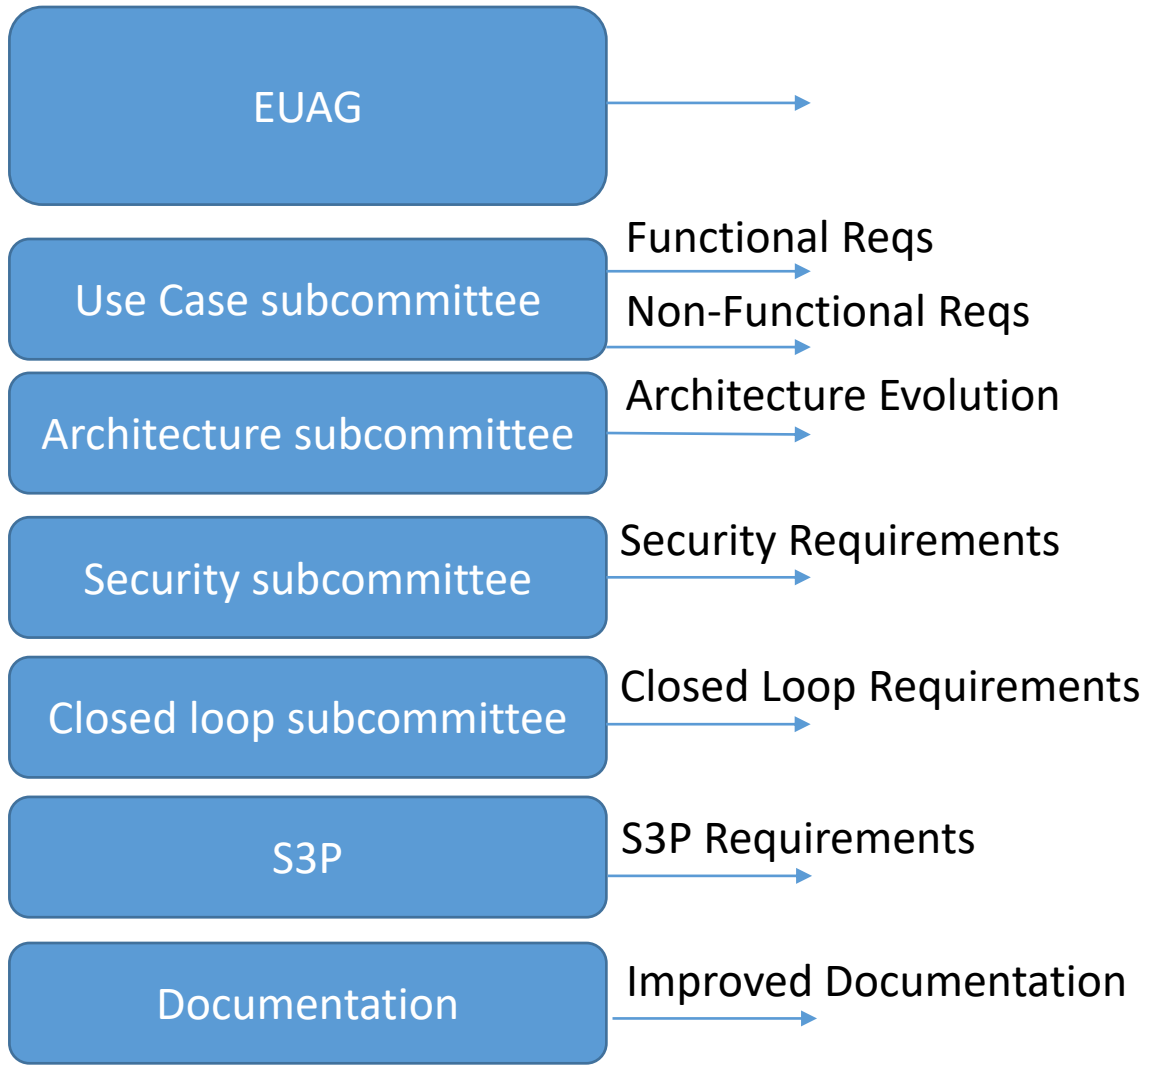 EUAG
Functional Reqs
Use Case subcommittee
Non-Functional Reqs
Architecture Evolution
Architecture subcommittee
Security Requirements
Security subcommittee
Closed Loop Requirements
Closed loop subcommittee
S3P Requirements
S3P
Improved Documentation
Documentation